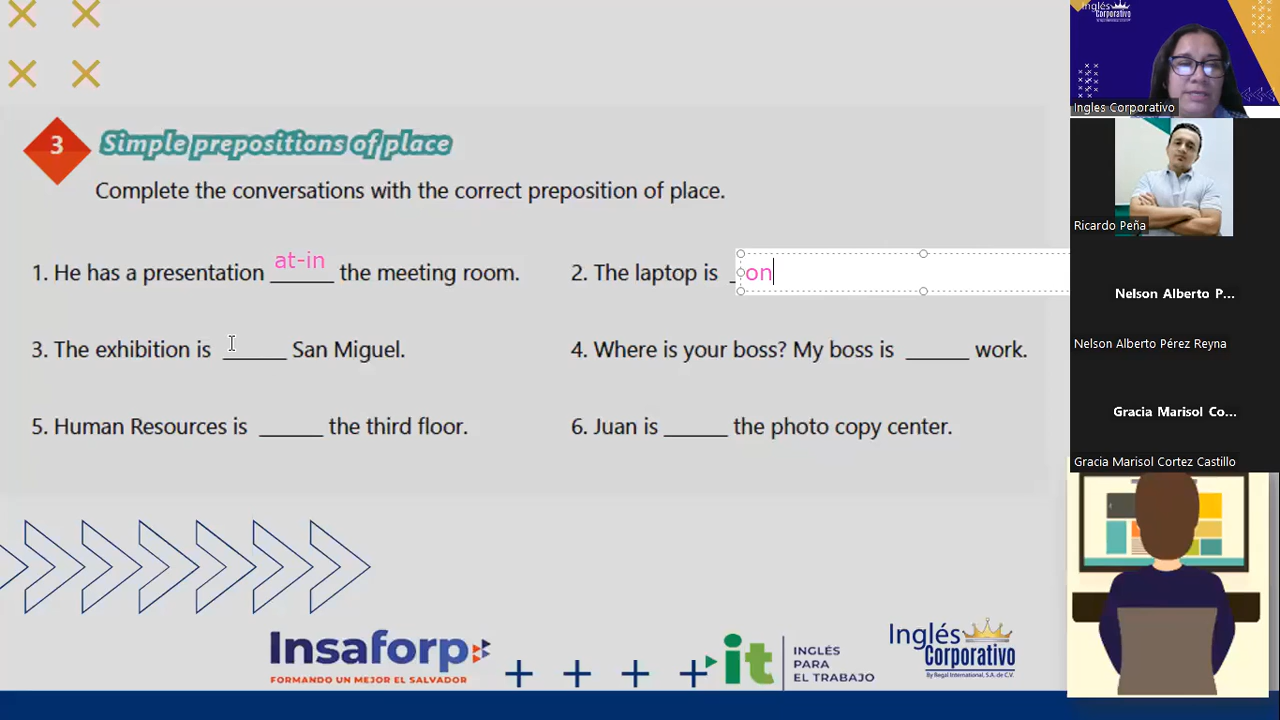 3
Simple prepositions of place
Complete the conversations with the correct preposition of place.
1. He has a presentation at-in the meeting room.
2. The laptop is on
3. The exhibition is ______ San Miguel.
4. Where is your boss? My boss is ______ work.
5. Human Resources is ______ the third floor.
6. Juan is ______ the photo copy center.
Insaforp
FORMANDO UN MEJOR EL SALVADOR
it
INGLÉS
PARA
EL TRABAJO
Inglés
Corporativo
By Regal International, S.A. de C.V.
Inglés
Corporativo
Ingles Corporativo
Ricardo Peña
Nelson Alberto P...
Nelson Alberto Pérez Reyna
Gracia Marisol Co...
Gracia Marisol Cortez Castillo